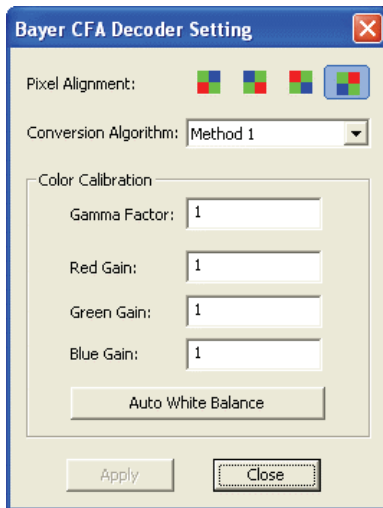 Bayer CFA Decoder Setting
Pixel Alignment:
Conversion Algorithm: Method 1
Color Calibration
Gamma Factor: 1
Red Gain: 1
Green Gain: 1
Blue Gain: 1
Auto White Balance
Apply Close